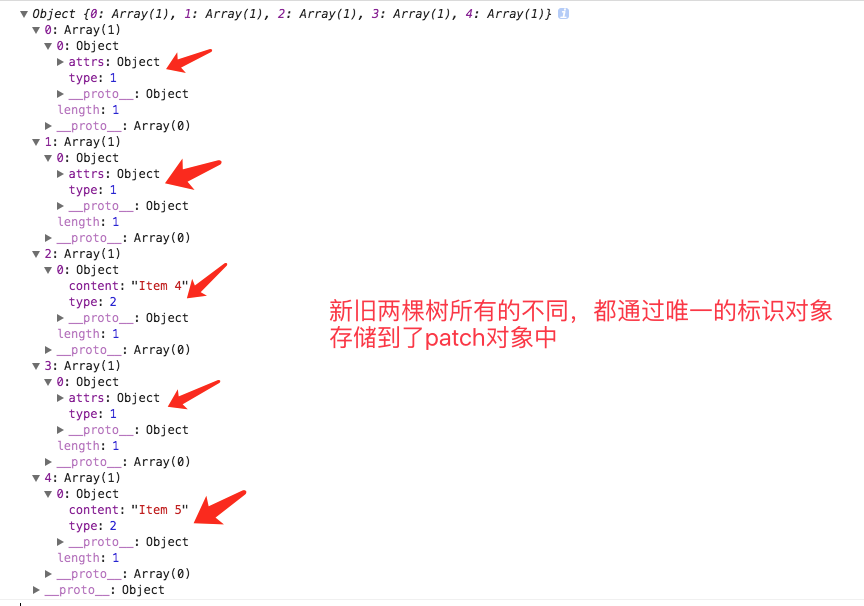 Object {0: Array(1), 1: Array(1), 2: Array(1), 3: Array(1), 4: Array(1)} i
0: Array(1)
0: Object
attrs: Object
type: 1
__proto__: Object
length: 1
__proto__: Array(0)
1: Array(1)
0: Object
attrs: Object
type: 1
__proto__: Object
length: 1
__proto__: Array(0)
2: Array(1)
0: Object
content: "Item 4"
type: 2
__proto__: Object
length: 1
__proto__: Array(0)
新旧两棵树所有的不同，都通过唯一的标识对象
存储到了patch对象中
3: Array(1)
0: Object
attrs: Object
type: 1
__proto__: Object
length: 1
__proto__: Array(0)
4: Array(1)
0: Object
content: "Item 5"
type: 2
__proto__: Object
length: 1
__proto__: Array(0)
__proto__: Object